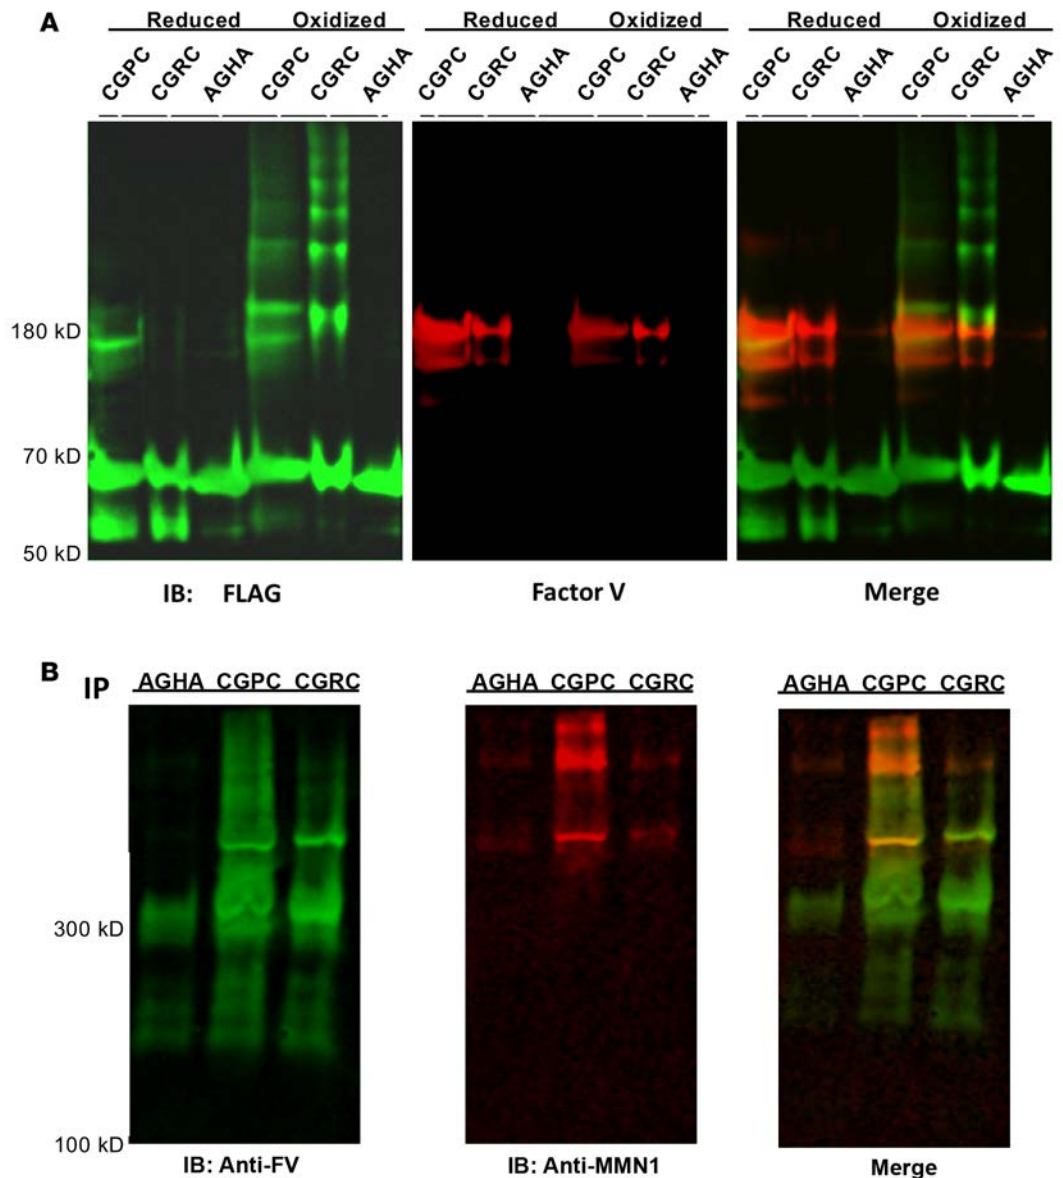 A
Reduced Oxidized Reduced Oxidized Reduced Oxidized
CGPC CGRC AGHA CGPC CGRC AGHA CGPC CGRC AGHA CGPC CGRC AGHA CGPC CGRC AGHA CGPC CGRC AGHA
180 kD
70 kD
50 kD
IB: FLAG Factor V Merge
B
IP AGHA CGPC CGRC AGHA CGPC CGRC AGHA CGPC CGRC
300 kD
100 kD
IB: Anti-FV IB: Anti-MMN1 Merge